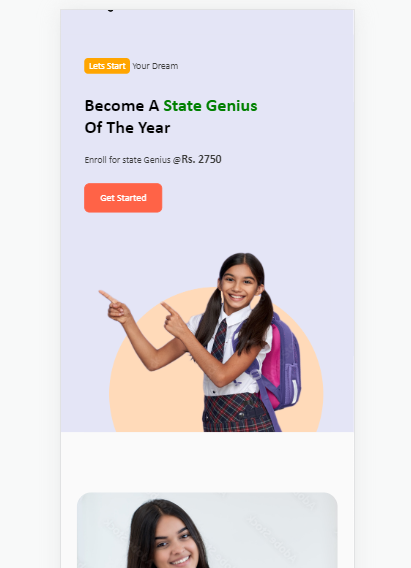 Lets Start Your Dream
Become A State Genius
Of The Year
Enroll for state Genius @Rs. 2750
Get Started